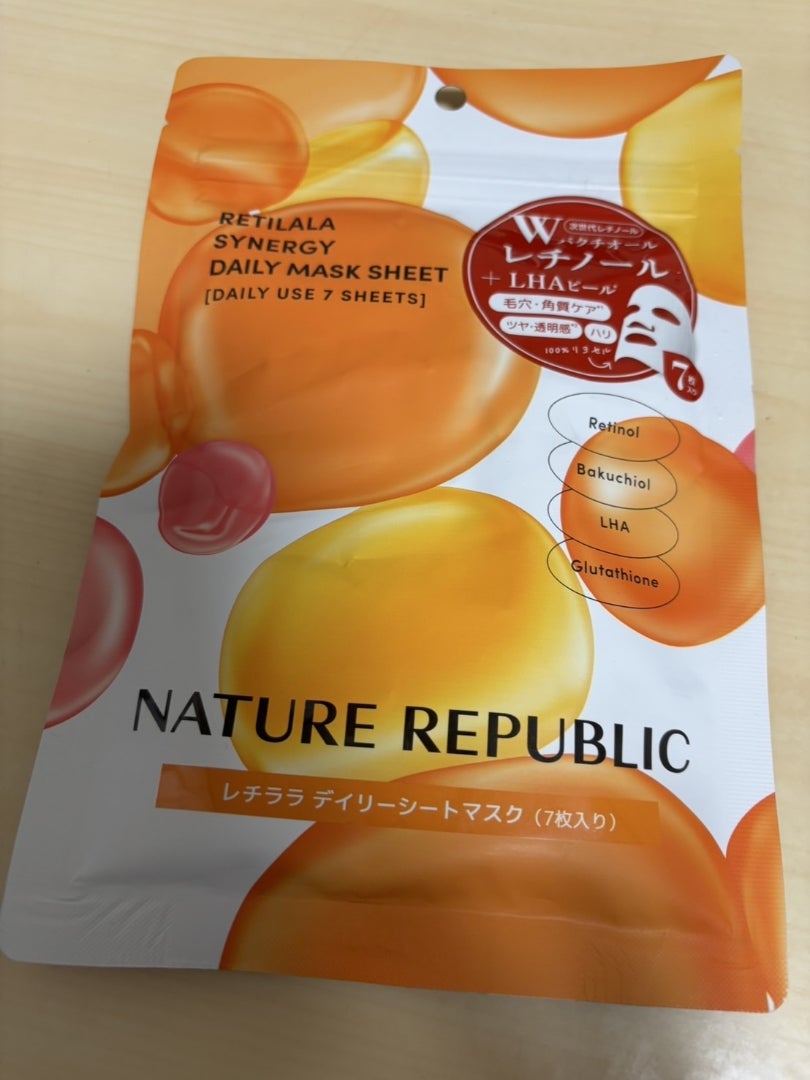 RETILALA
SYNERGY
DAILY MASK SHEET
[DAILY USE 7 SHEETS]
W
次世代レチノール
バクチオール
レチノール
+ LHAピール
毛穴・角質ケア
ツヤ・透明感
ハリ
100%リヨセル
7枚入り
Retinol
Bakuchiol
LHA
Glutathione
NATURE REPUBLIC
レチララ デイリーシートマスク（7枚入り）